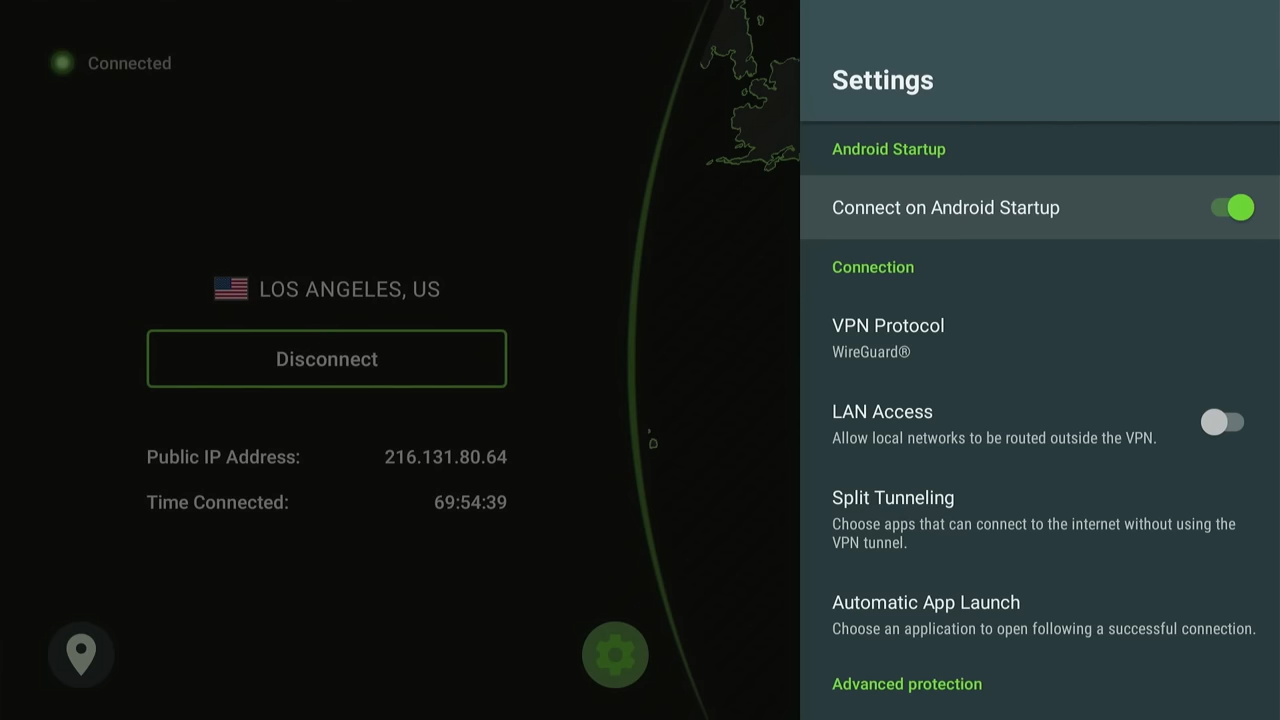 Connected
LOS ANGELES, US
Disconnect
Public IP Address: 216.131.80.64
Time Connected: 69:54:39
Settings
Android Startup
Connect on Android Startup
Connection
VPN Protocol
WireGuard®
LAN Access
Allow local networks to be routed outside the VPN.
Split Tunneling
Choose apps that can connect to the internet without using the
VPN tunnel.
Automatic App Launch
Choose an application to open following a successful connection.
Advanced protection